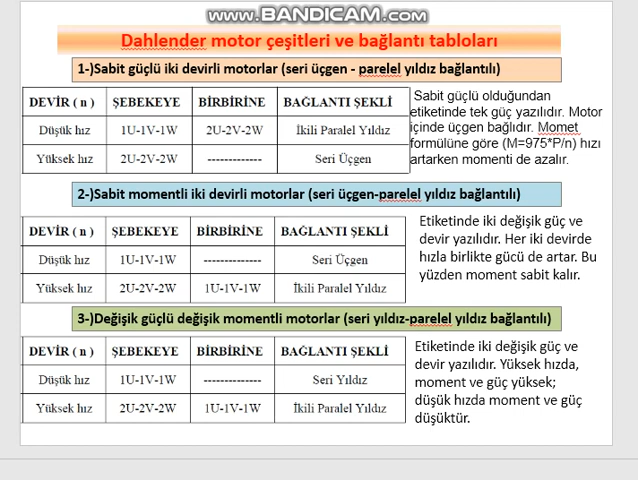 www.BANDICAM.com
Dahlender motor çeşitleri ve bağlantı tabloları
1-)Sabit güçlü iki devirli motorlar (seri üçgen - parelel yıldız bağlantılı)
DEVİR ( n ) ŞEBEKEYE BİRBİRİNE BAĞLANTI ŞEKLİ
Düşük hız 1U-1V-1W 2U-2V-2W İkili Paralel Yıldız
Yüksek hız 2U-2V-2W ------------- Seri Üçgen
Sabit güçlü olduğundan
etiketinde tek güç yazılıdır. Motor
içinde üçgen bağlıdır. Momet
formülüne göre (M=975*P/n) hızı
artarken momenti de azalır.
2-)Sabit momentli iki devirli motorlar (seri üçgen-parelel yıldız bağlantılı)
DEVİR ( n ) ŞEBEKEYE BİRBİRİNE BAĞLANTI ŞEKLİ
Düşük hız 1U-1V-1W ------------- Seri Üçgen
Yüksek hız 2U-2V-2W 1U-1V-1W İkili Paralel Yıldız
Etiketinde iki değişik güç ve
devir yazılıdır. Her iki devirde
hızla birlikte gücü de artar. Bu
yüzden moment sabit kalır.
3-)Değişik güçlü değişik momentli motorlar (seri yıldız-parelel yıldız bağlantılı)
DEVİR ( n ) ŞEBEKEYE BİRBİRİNE BAĞLANTI ŞEKLİ
Düşük hız 1U-1V-1W ------------- Seri Yıldız
Yüksek hız 2U-2V-2W 1U-1V-1W İkili Paralel Yıldız
Etiketinde iki değişik güç ve
devir yazılıdır. Yüksek hızda,
moment ve güç yüksek;
düşük hızda moment ve güç
düşüktür.